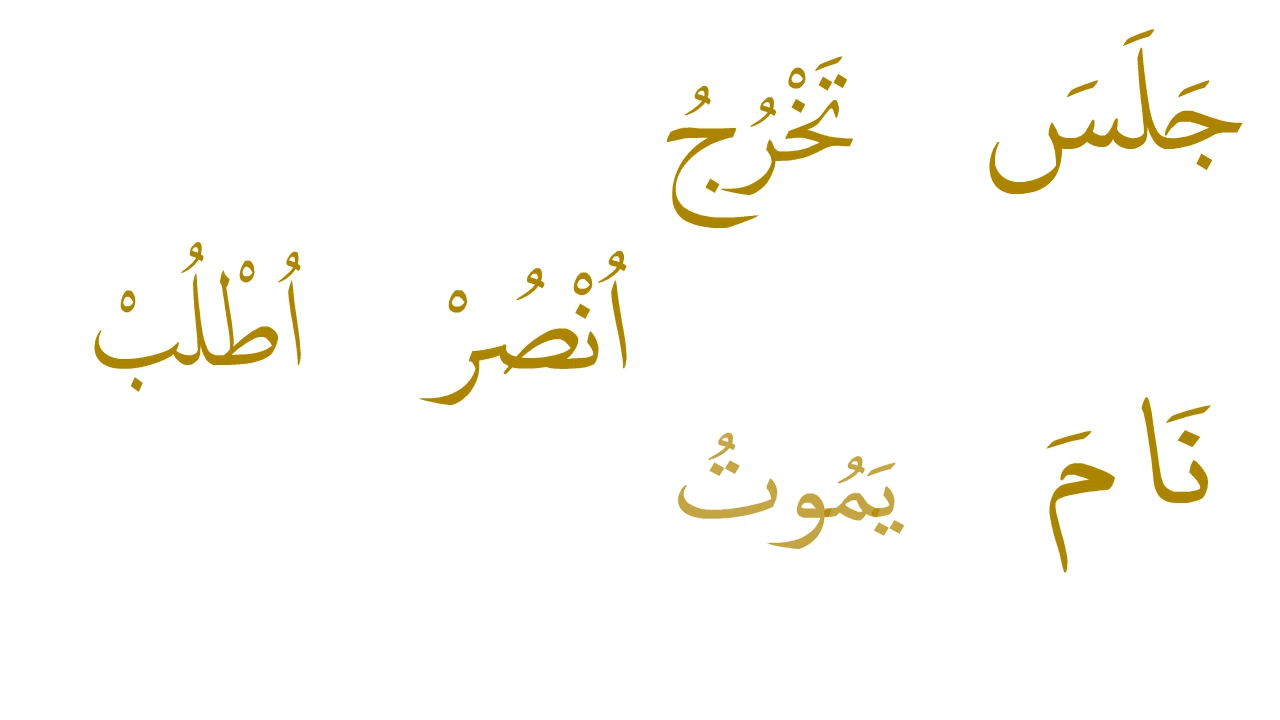 جَلَسَ تَخْرُجُ
اُنْصُرْ اُطْلُبْ
نَامَ يَمُوتُ